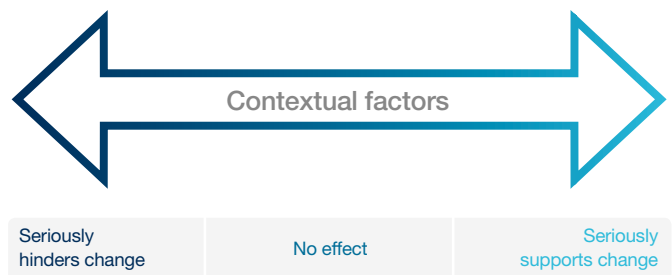 Contextual factors
Seriously
hinders change
No effect
Seriously
supports change